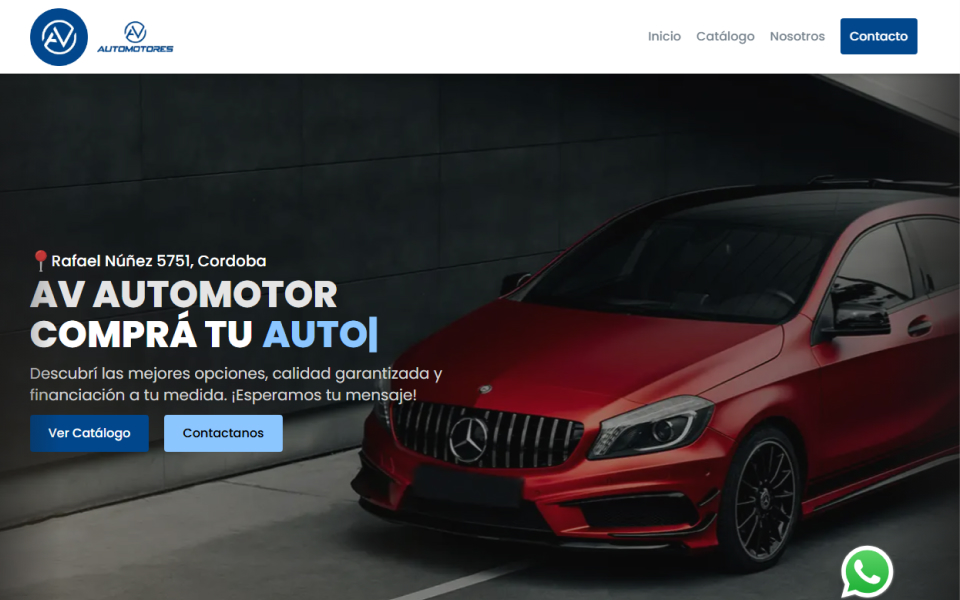 AV
AV
AUTOMOTORES
Inicio
Catálogo
Nosotros
Contacto
Rafael Núñez 5751, Cordoba
AV AUTOMOTOR
COMPRÁ TU AUTO|
Descubrí las mejores opciones, calidad garantizada y
financiación a tu medida. ¡Esperamos tu mensaje!
Ver Catálogo
Contactanos